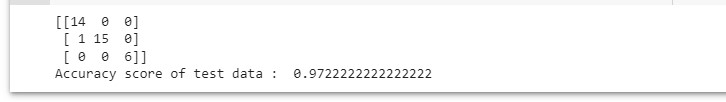 [[14  0  0]
 [ 1 15  0]
 [ 0  0  6]]
Accuracy score of test data :  0.9722222222222222